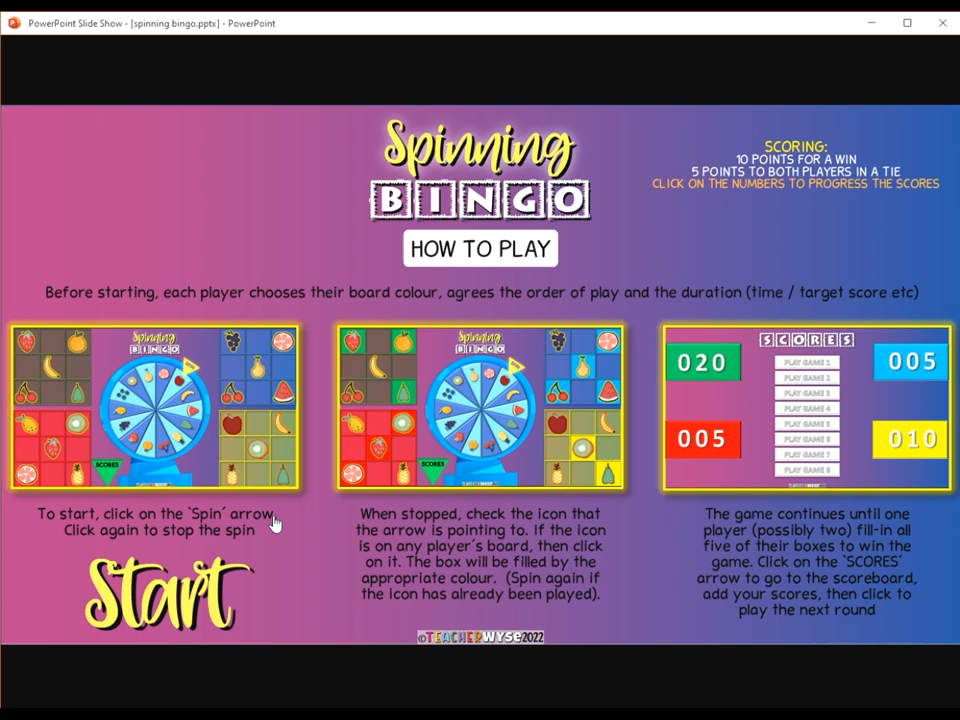 PowerPoint Slide Show - [spinning bingo.pptx] - PowerPoint
Spinning
BINGO
SCORING:
10 POINTS FOR A WIN
5 POINTS TO BOTH PLAYERS IN A TIE
CLICK ON THE NUMBERS TO PROGRESS THE SCORES
HOW TO PLAY
Before starting, each player chooses their board colour, agrees the order of play and the duration (time / target score etc)
Spinning
BINGO
SCORES
Spinning
BINGO
SCORES
SCORES
020
005
005
010
PLAY GAME 1
PLAY GAME 2
PLAY GAME 3
PLAY GAME 4
PLAY GAME 5
PLAY GAME 6
PLAY GAME 7
PLAY GAME 8
To start, click on the `Spin´ arrow.
Click again to stop the spin
Start
When stopped, check the icon that
the arrow is pointing to. If the icon
is on any player´s board, then click
on it. The box will be filled by the
appropriate colour. (Spin again if
the icon has already been played).
The game continues until one
player (possibly two) fill-in all
five of their boxes to win the
game. Click on the `SCORES´
arrow to go to the scoreboard,
add your scores, then click to
play the next round
©TEACHERWYSE2022